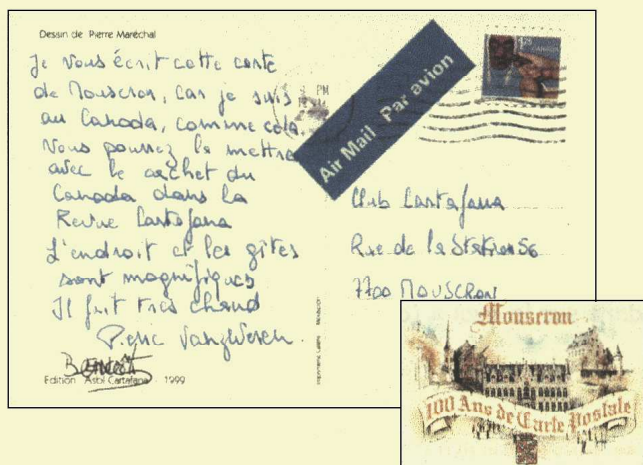 Dessin de Pierre Maréchal
Je vous écrit cette carte
de Mouscron, car je suis
au Canada, comme cela
Vous pouvez la mettre
avec le cachet du
Canada dans la
Revue Cartafana
L'endroit et les gîtes
sont magnifiques
Il fait très chaud
Edition Asbl Cartafana 1999
PM
Air Mail Par avion
CANADA
Club Cartafana
Rue de la Station 56
7700 MOUSCRON
Mouscron
100 Ans de Carte Postale